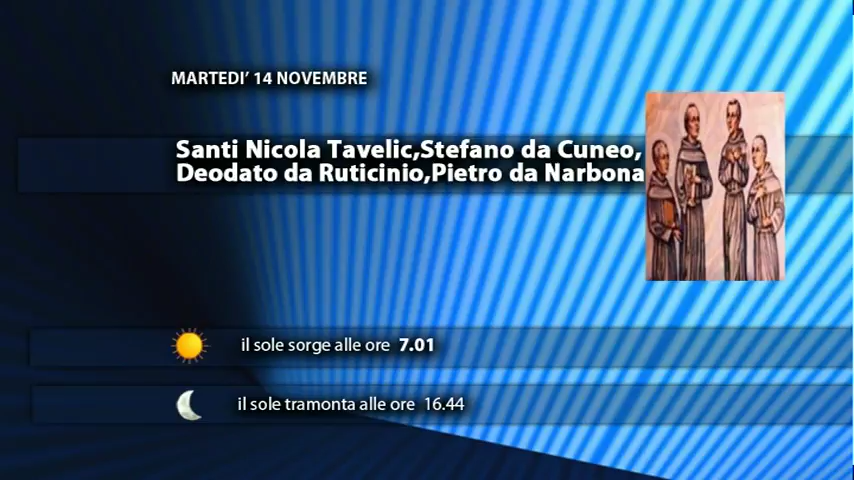 MARTEDI’ 14 NOVEMBRE
Santi Nicola Tavelic,Stefano da Cuneo,
Deodato da Ruticinio,Pietro da Narbona
il sole sorge alle ore 7.01
il sole tramonta alle ore 16.44